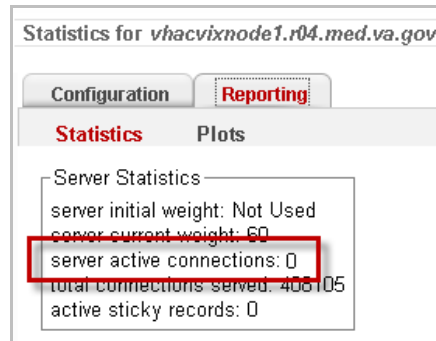 Statistics for vhacvixnode1.r04.med.va.gov
Configuration Reporting
Statistics Plots
Server Statistics
server initial weight: Not Used
server current weight: 60
server active connections: 0
total connections served: 408105
active sticky records: 0